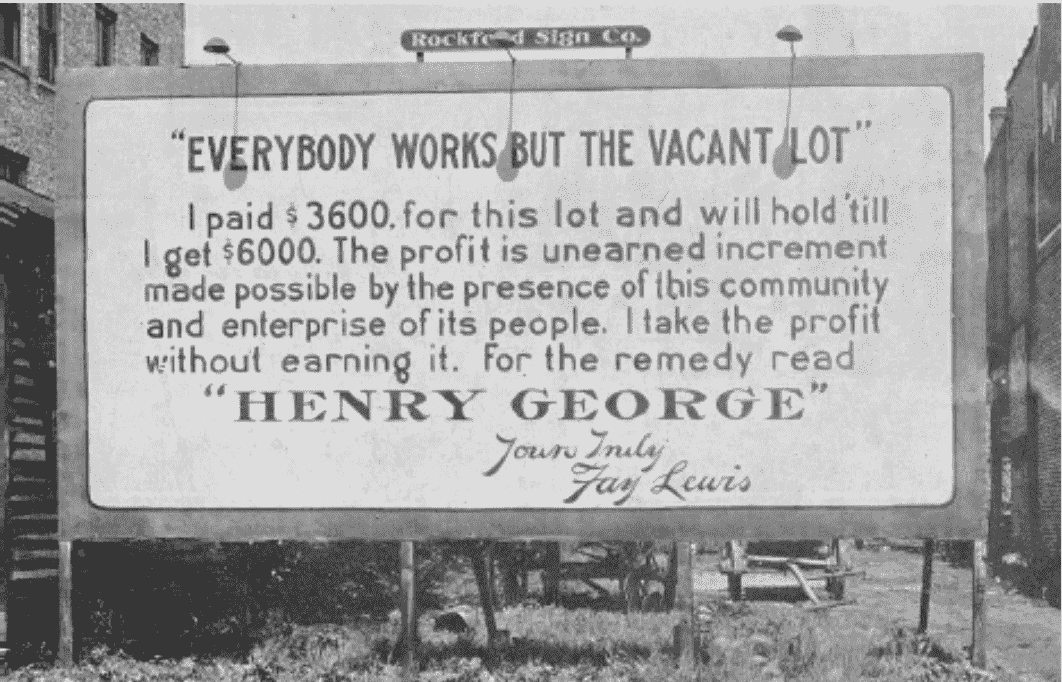 Rockford Sign Co.
"EVERYBODY WORKS BUT THE VACANT LOT"
I paid $3600. for this lot and will hold 'till
I get $6000. The profit is unearned increment
made possible by the presence of this community
and enterprise of its people. I take the profit
without earning it. For the remedy read
"HENRY GEORGE"
Yours Truly
Fay Lewis